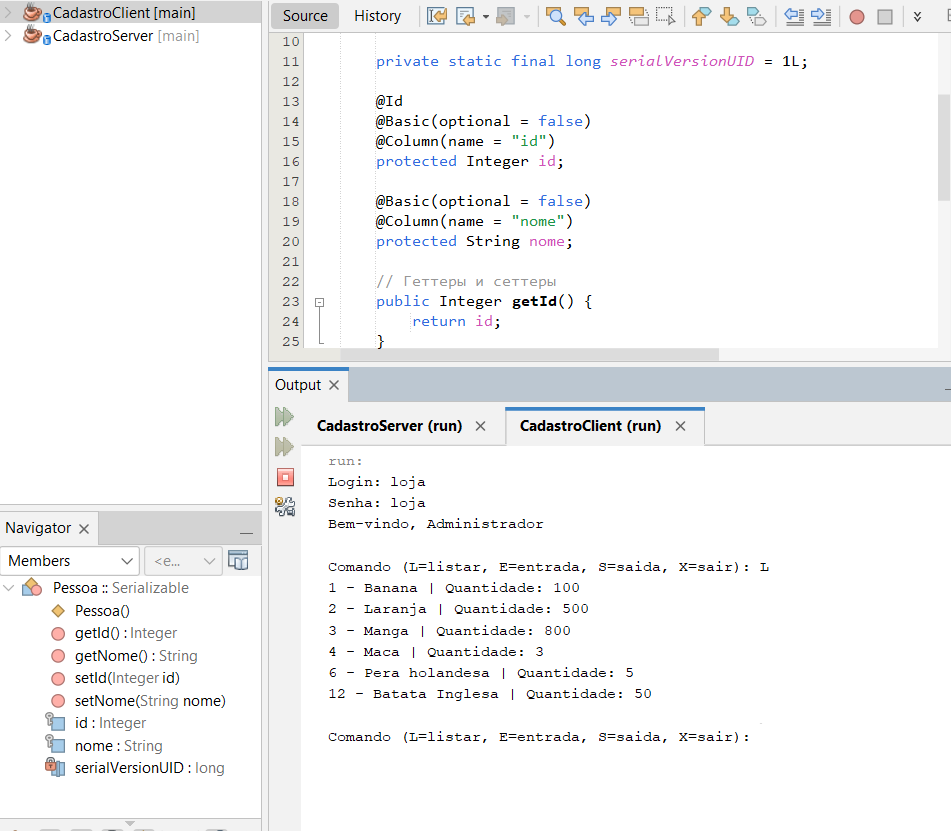 CadastroClient [main]
CadastroServer [main]
Source History
10
11 private static final long serialVersionUID = 1L;
12
13 @Id
14 @Basic(optional = false)
15 @Column(name = "id")
16 protected Integer id;
17
18 @Basic(optional = false)
19 @Column(name = "nome")
20 protected String nome;
21
22 // Геттеры и сеттеры
23 public Integer getId() {
24 return id;
25 }
Output
CadastroServer (run) CadastroClient (run)
run:
Login: loja
Senha: loja
Bem-vindo, Administrador
Comando (L=listar, E=entrada, S=saida, X=sair): L
1 - Banana | Quantidade: 100
2 - Laranja | Quantidade: 500
3 - Manga | Quantidade: 800
4 - Maca | Quantidade: 3
6 - Pera holandesa | Quantidade: 5
12 - Batata Inglesa | Quantidade: 50
Comando (L=listar, E=entrada, S=saida, X=sair):
Navigator
Members <e...
Pessoa :: Serializable
Pessoa()
getId() : Integer
getNome() : String
setId(Integer id)
setNome(String nome)
id : Integer
nome : String
serialVersionUID : long